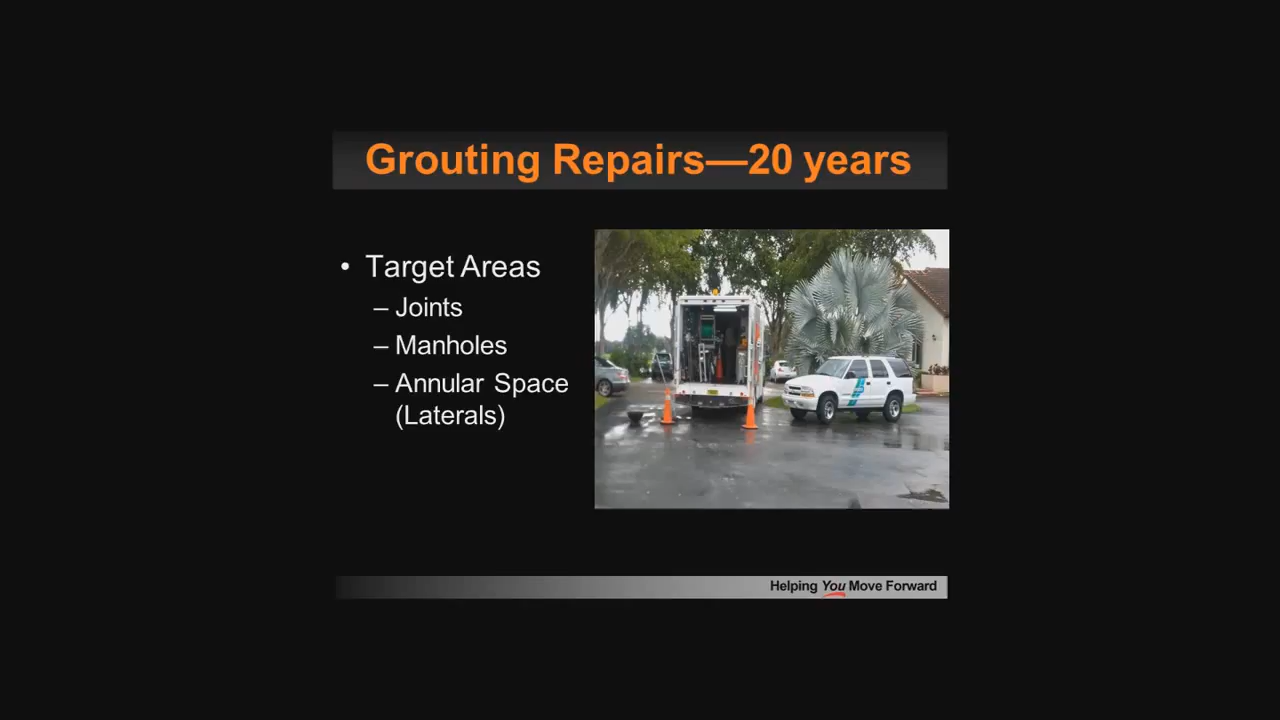 Grouting Repairs—20 years
• Target Areas
– Joints
– Manholes
– Annular Space
(Laterals)
Helping You Move Forward